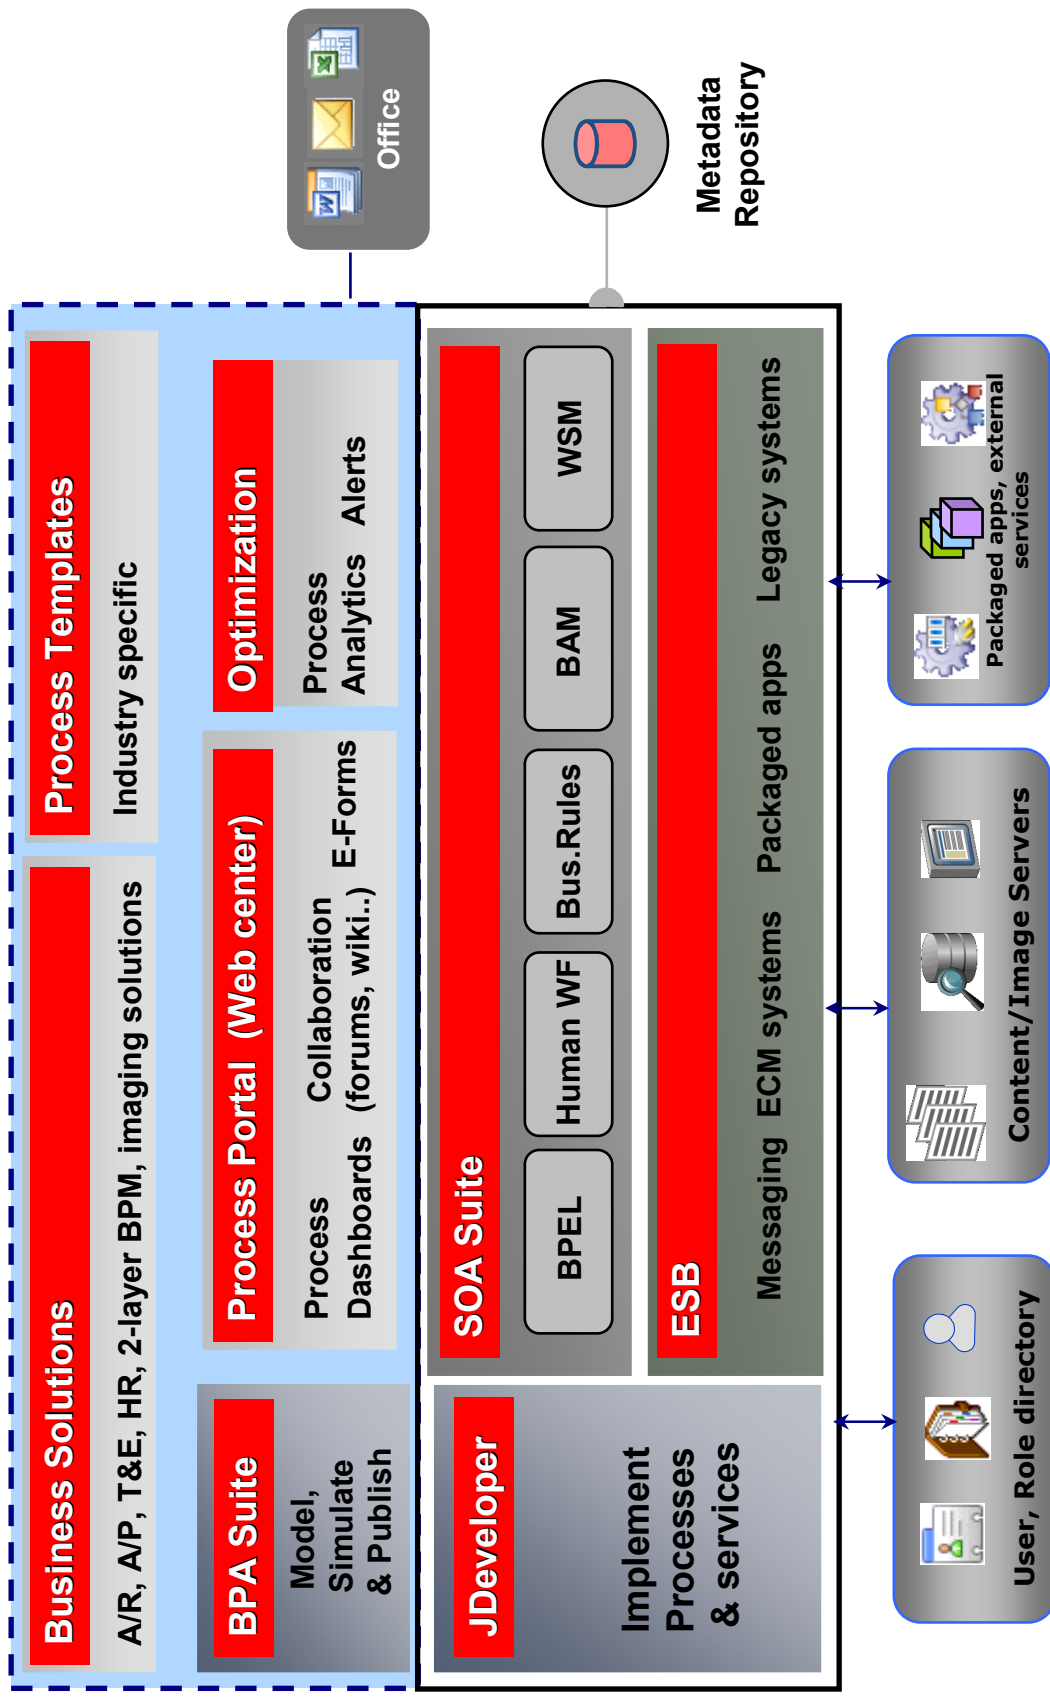 Business Solutions
A/R, A/P, T&E, HR, 2-layer BPM, imaging solutions
Process Templates
Industry specific
BPA Suite
Model,
Simulate
& Publish
Process Portal (Web center)
Process
Dashboards
Collaboration
(forums, wiki..)
E-Forms
Optimization
Process
Analytics
Alerts
Office
JDeveloper
Implement
Processes
& services
SOA Suite
BPEL
Human WF
Bus.Rules
BAM
WSM
ESB
Messaging
ECM systems
Packaged apps
Legacy systems
Metadata
Repository
User, Role directory
Content/Image Servers
Packaged apps, external
services